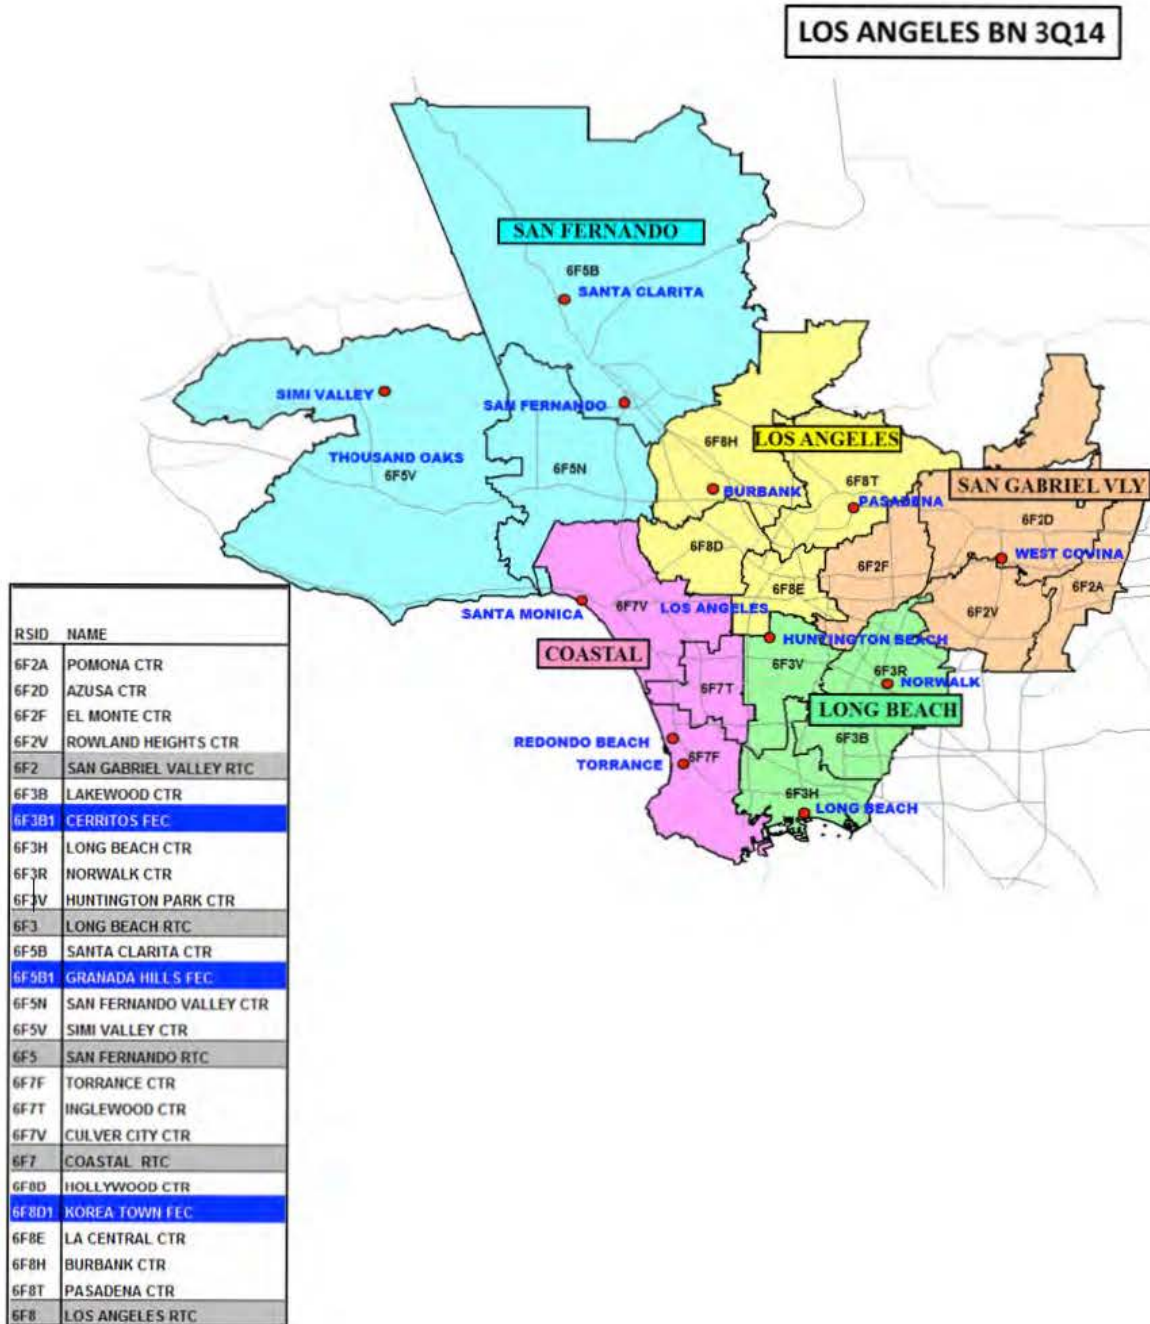 LOS ANGELES BN 3Q14
SAN FERNANDO
6F5B
SANTA CLARITA
SIMI VALLEY
SAN FERNANDO
6F8H
LOS ANGELES
THOUSAND OAKS
6F5V
6F5N
BURBANK
6F8T
PASADENA
SAN GABRIEL VLY
6F2D
6F8D
WEST COVINA
6F2F
6F8E
6F2A
SANTA MONICA
6F7V
LOS ANGELES
6F2V
COASTAL
HUNTINGTON BEACH
6F3V
6F3R
NORWALK
6F7T
LONG BEACH
REDONDO BEACH
6F3B
TORRANCE
6F7F
6F3H
LONG BEACH
RSID NAME
6F2A POMONA CTR
6F2D AZUSA CTR
6F2F EL MONTE CTR
6F2V ROWLAND HEIGHTS CTR
6F2 SAN GABRIEL VALLEY RTC
6F3B LAKEWOOD CTR
6F3B1 CERRITOS FEC
6F3H LONG BEACH CTR
6F3R NORWALK CTR
6F3V HUNTINGTON PARK CTR
6F3 LONG BEACH RTC
6F5B SANTA CLARITA CTR
6F5B1 GRANADA HILLS FEC
6F5N SAN FERNANDO VALLEY CTR
6F5V SIMI VALLEY CTR
6F5 SAN FERNANDO RTC
6F7F TORRANCE CTR
6F7T INGLEWOOD CTR
6F7V CULVER CITY CTR
6F7 COASTAL RTC
6F8D HOLLYWOOD CTR
6F8D1 KOREA TOWN FEC
6F8E LA CENTRAL CTR
6F8H BURBANK CTR
6F8T PASADENA CTR
6F8 LOS ANGELES RTC